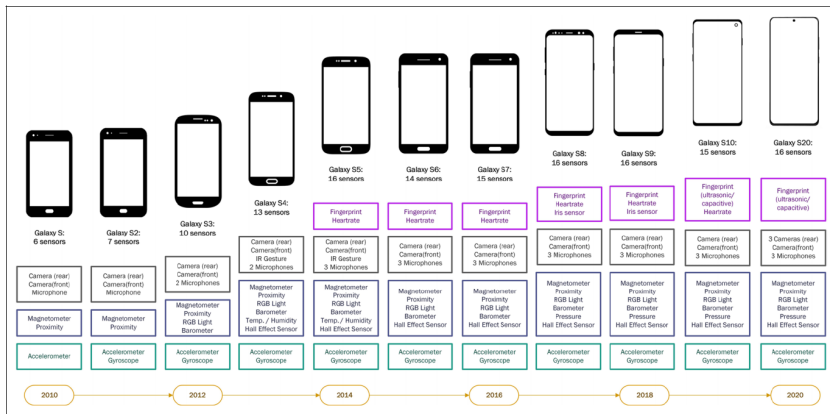 Galaxy S:
6 sensors
Camera (rear)
Camera(front)
Microphone
Magnetometer
Proximity
Accelerometer
Galaxy S2:
7 sensors
Camera (rear)
Camera(front)
Microphone
Magnetometer
Proximity
Accelerometer
Gyroscope
Galaxy S3:
10 sensors
Camera (rear)
Camera(front)
2 Microphones
Magnetometer
Proximity
RGB Light
Barometer
Accelerometer
Gyroscope
Galaxy S4:
13 sensors
Camera (rear)
Camera(front)
IR Gesture
2 Microphones
Magnetometer
Proximity
RGB Light
Barometer
Temp./ Humidity
Hall Effect Sensor
Accelerometer
Gyroscope
Galaxy S5:
16 sensors
Fingerprint
Heartrate
Camera (rear)
Camera(front)
IR Gesture
3 Microphones
Magnetometer
Proximity
RGB Light
Barometer
Temp./ Humidity
Hall Effect Sensor
Accelerometer
Gyroscope
Galaxy S6:
14 sensors
Fingerprint
Heartrate
Camera (rear)
Camera(front)
3 Microphones
Magnetometer
Proximity
RGB Light
Barometer
Hall Effect Sensor
Accelerometer
Gyroscope
Galaxy S7:
15 sensors
Fingerprint
Heartrate
Camera (rear)
Camera(front)
3 Microphones
Magnetometer
Proximity
RGB Light
Barometer
Hall Effect Sensor
Accelerometer
Gyroscope
Galaxy S8:
16 sensors
Fingerprint
Heartrate
Iris sensor
Camera (rear)
Camera(front)
3 Microphones
Magnetometer
Proximity
RGB Light
Barometer
Pressure
Hall Effect Sensor
Accelerometer
Gyroscope
Galaxy S9:
16 sensors
Fingerprint
Heartrate
Iris sensor
Camera (rear)
Camera(front)
3 Microphones
Magnetometer
Proximity
RGB Light
Barometer
Pressure
Hall Effect Sensor
Accelerometer
Gyroscope
Galaxy S10:
15 sensors
Fingerprint
(ultrasonic/
capacitive)
Heartrate
Camera (rear)
Camera(front)
3 Microphones
Magnetometer
Proximity
RGB Light
Barometer
Pressure
Hall Effect Sensor
Accelerometer
Gyroscope
Galaxy S20:
16 sensors
Fingerprint
(ultrasonic/
capacitive)
3 Cameras (rear)
Camera(front)
3 Microphones
Magnetometer
Proximity
RGB Light
Barometer
Pressure
Hall Effect Sensor
Accelerometer
Gyroscope
2010
2012
2014
2016
2018
2020